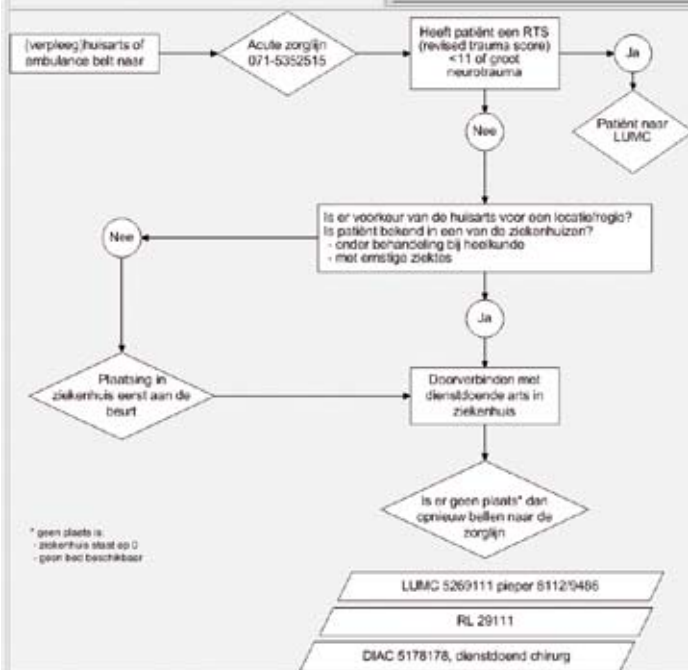 (verpleeg)huisarts of
ambulance belt naar
Acute zorglijn
071-5352515
Heeft patiënt een RTS
(revised trauma score)
<11 of groot
neurotrauma
Ja
Patiënt naar
LUMC
Nee
Is er voorkeur van de huisarts voor een locatie/regio?
Is patiënt bekend in een van de ziekenhuizen?
- onder behandeling bij heelkunde
- met ernstige ziektes
Nee
Ja
Plaatsing in
ziekenhuis eerst aan de
beurt
Doorverbinden met
dienstdoende arts in
ziekenhuis
Is er geen plaats* dan
opnieuw bellen naar de
zorglijn
* geen plaats is:
- ziekenhuis staat op 0
- geen bed beschikbaar
LUMC 5269111 pieper 8112/9486
RL 29111
DIAC 5178178, dienstdoend chirurg